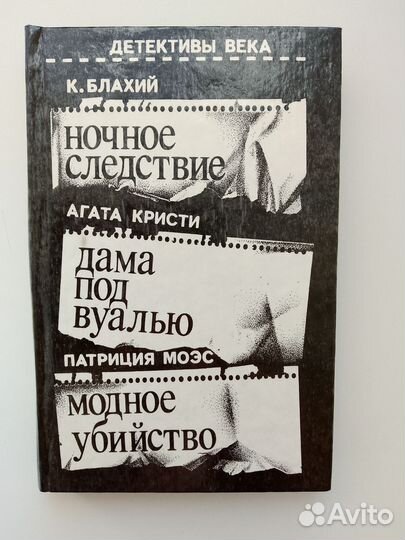 ДЕТЕКТИВЫ ВЕКА
К. БЛАХИЙ
НОЧНОЕ
СЛЕДСТВИЕ
АГАТА КРИСТИ
ДАМА
ПОД
ВУАЛЬЮ
ПАТРИЦИЯ МОЭС
МОДНОЕ
УБИЙСТВО
Avito